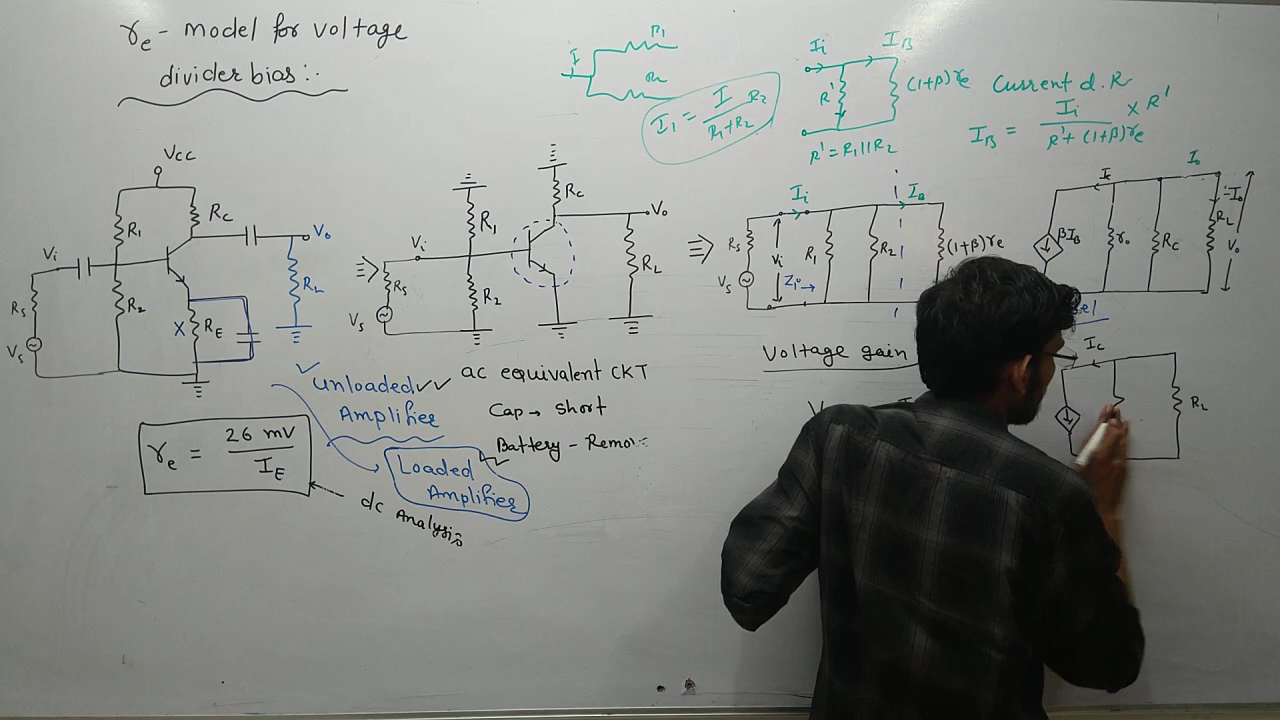 re - model for voltage
divider bias :-
I
R1
I1 = I R2
R1+R2
Ii
IB
R'
(1+β)re
R' = R1||R2
Current d. R
IB = Ii × R'
R' + (1+β)re
VCC
R1
RC
Vo
Vi
RL
R2
Rs
X
RE
Vs
⇒
RC
R1
Vo
Vi
Rs
R2
RL
Vs
⇒
Ii
IB
Rs
Vi
R1
R2
(1+β)re
Vs
Zi →
Io
Ic
-Io
βIB
ro
RC
RL
Vo
Voltage gain
Ic
RL
✓ Unloaded ✓✓
Amplifier
Loaded
Amplifier
ac equivalent CKT
Cap → short
Battery - Remo
re = 26 mV
IE
dc Analysis